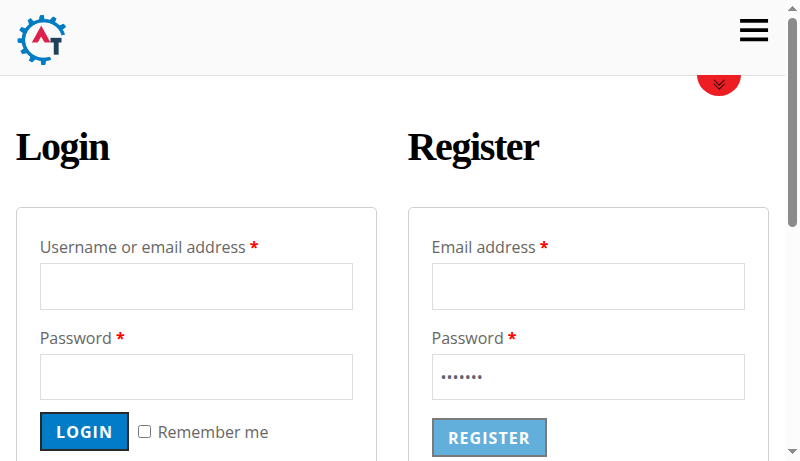 AT
Login
Username or email address *
Password *
LOGIN
Remember me
Register
Email address *
Password *
•••••••
REGISTER